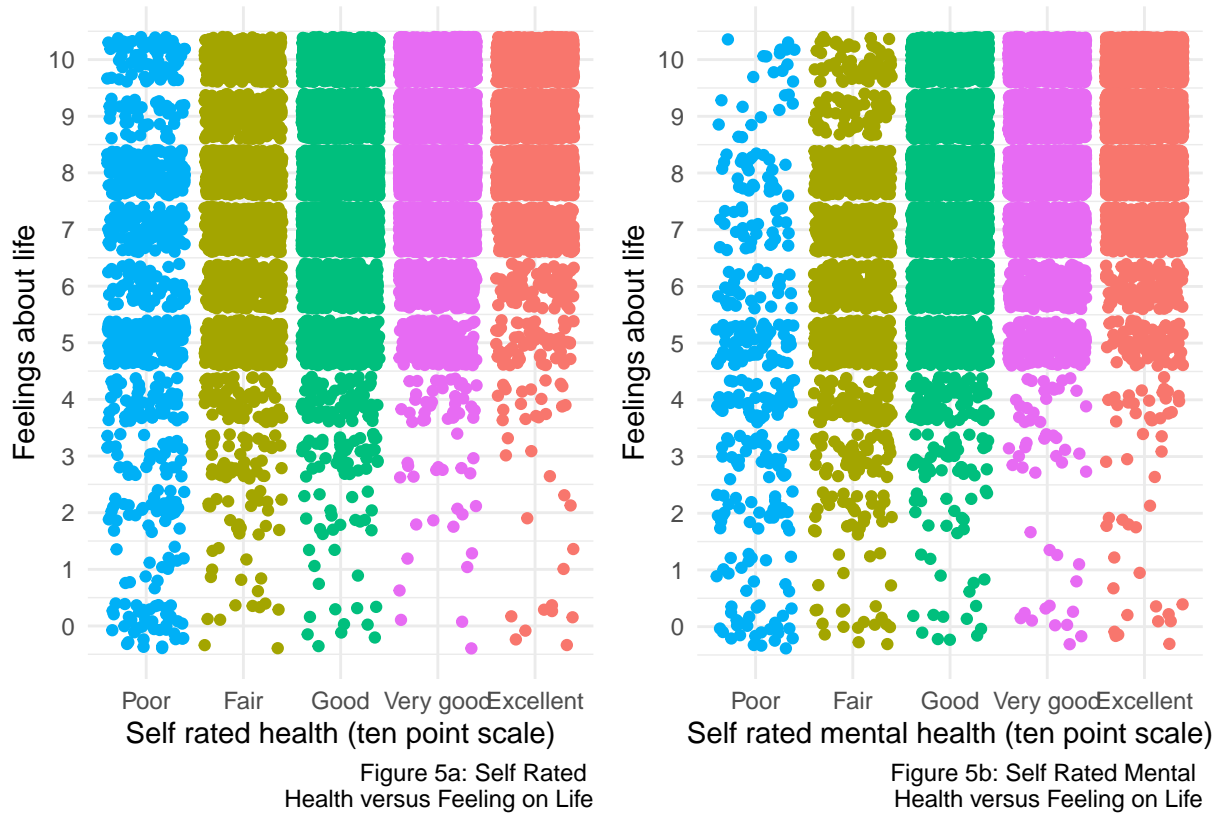 Feelings about life
10
9
8
7
6
5
4
3
2
1
0
Poor Fair Good Very good Excellent
Self rated health (ten point scale)
Figure 5a: Self Rated
Health versus Feeling on Life
Feelings about life
10
9
8
7
6
5
4
3
2
1
0
Poor Fair Good Very good Excellent
Self rated mental health (ten point scale)
Figure 5b: Self Rated Mental
Health versus Feeling on Life